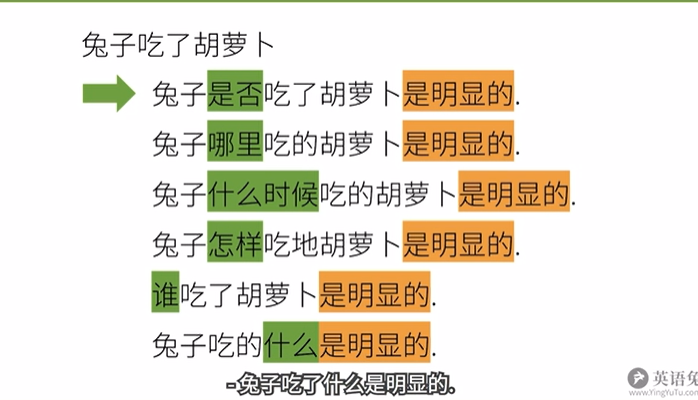 兔子吃了胡萝卜
兔子是否吃了胡萝卜是明显的.
兔子哪里吃的胡萝卜是明显的.
兔子什么时候吃的胡萝卜是明显的.
兔子怎样吃地胡萝卜是明显的.
谁吃了胡萝卜是明显的.
兔子吃的什么是明显的.
-兔子吃了什么是明显的.
英语兔
www.YingYuTu.com